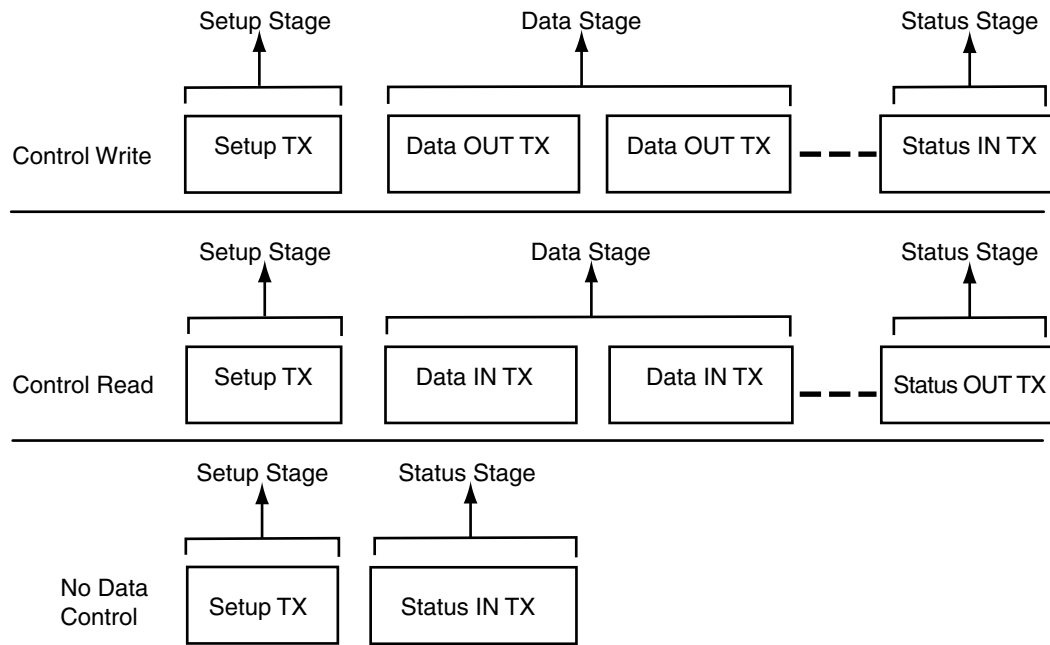 Setup Stage Data Stage Status Stage
Control Write Setup TX Data OUT TX Data OUT TX Status IN TX
Setup Stage Data Stage Status Stage
Control Read Setup TX Data IN TX Data IN TX Status OUT TX
Setup Stage Status Stage
No Data
Control
Setup TX Status IN TX